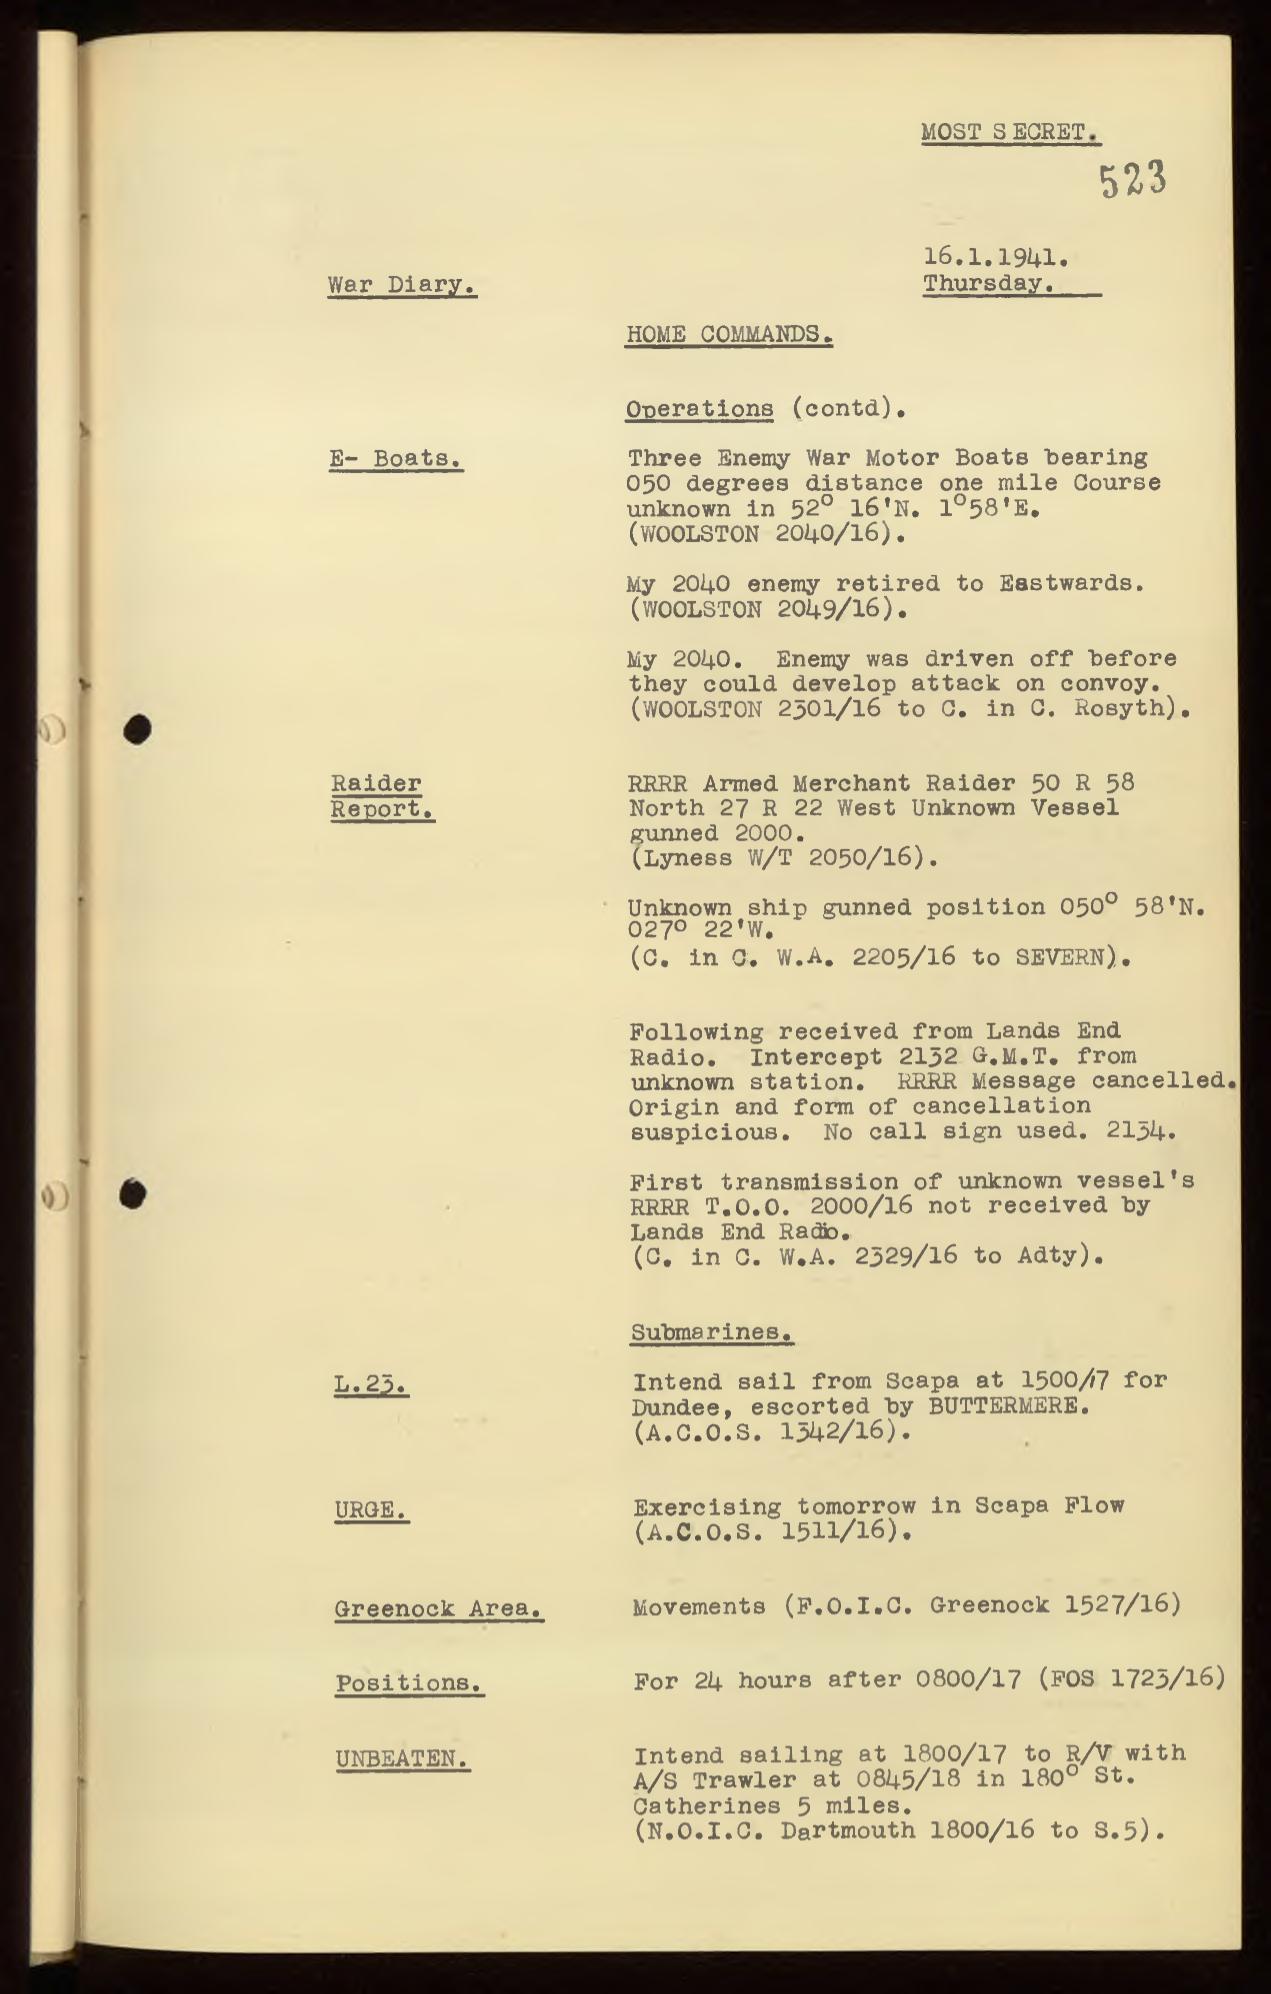 MOST SECRET.
523
16.1.1941.
War Diary.
Thursday.
HOME COMMANDS.
Operations (contd).
E- Boats.
Three Enemy War Motor Boats bearing
050 degrees distance one mile Course
unknown in 52° 16'N. 1°58'E.
(WOOLSTON 2040/16).
My 2040 enemy retired to Eastwards.
(WOOLSTON 2049/16).
My 2040. Enemy was driven off before
they could develop attack on convoy.
(WOOLSTON 2301/16 to C. in C. Rosyth).
Raider
Report.
RRRR Armed Merchant Raider 50 R 58
North 27 R 22 West Unknown Vessel
gunned 2000.
(Lyness W/T 2050/16).
Unknown ship gunned position 050° 58'N.
027° 22'W.
(C. in C. W.A. 2205/16 to SEVERN).
Following received from Lands End
Radio. Intercept 2132 G.M.T. from
unknown station. RRRR Message cancelled.
Origin and form of cancellation
suspicious. No call sign used. 2134.
First transmission of unknown vessel's
RRRR T.O.O. 2000/16 not received by
Lands End Radio.
(C. in C. W.A. 2329/16 to Adty).
Submarines.
L.23.
Intend sail from Scapa at 1500/17 for
Dundee, escorted by BUTTERMERE.
(A.C.O.S. 1342/16).
URGE.
Exercising tomorrow in Scapa Flow
(A.C.O.S. 1511/16).
Greenock Area.
Movements (F.O.I.C. Greenock 1527/16)
Positions.
For 24 hours after 0800/17 (FOS 1723/16)
UNBEATEN.
Intend sailing at 1800/17 to R/V with
A/S Trawler at 0845/18 in 180° St.
Catherines 5 miles.
(N.O.I.C. Dartmouth 1800/16 to S.5).